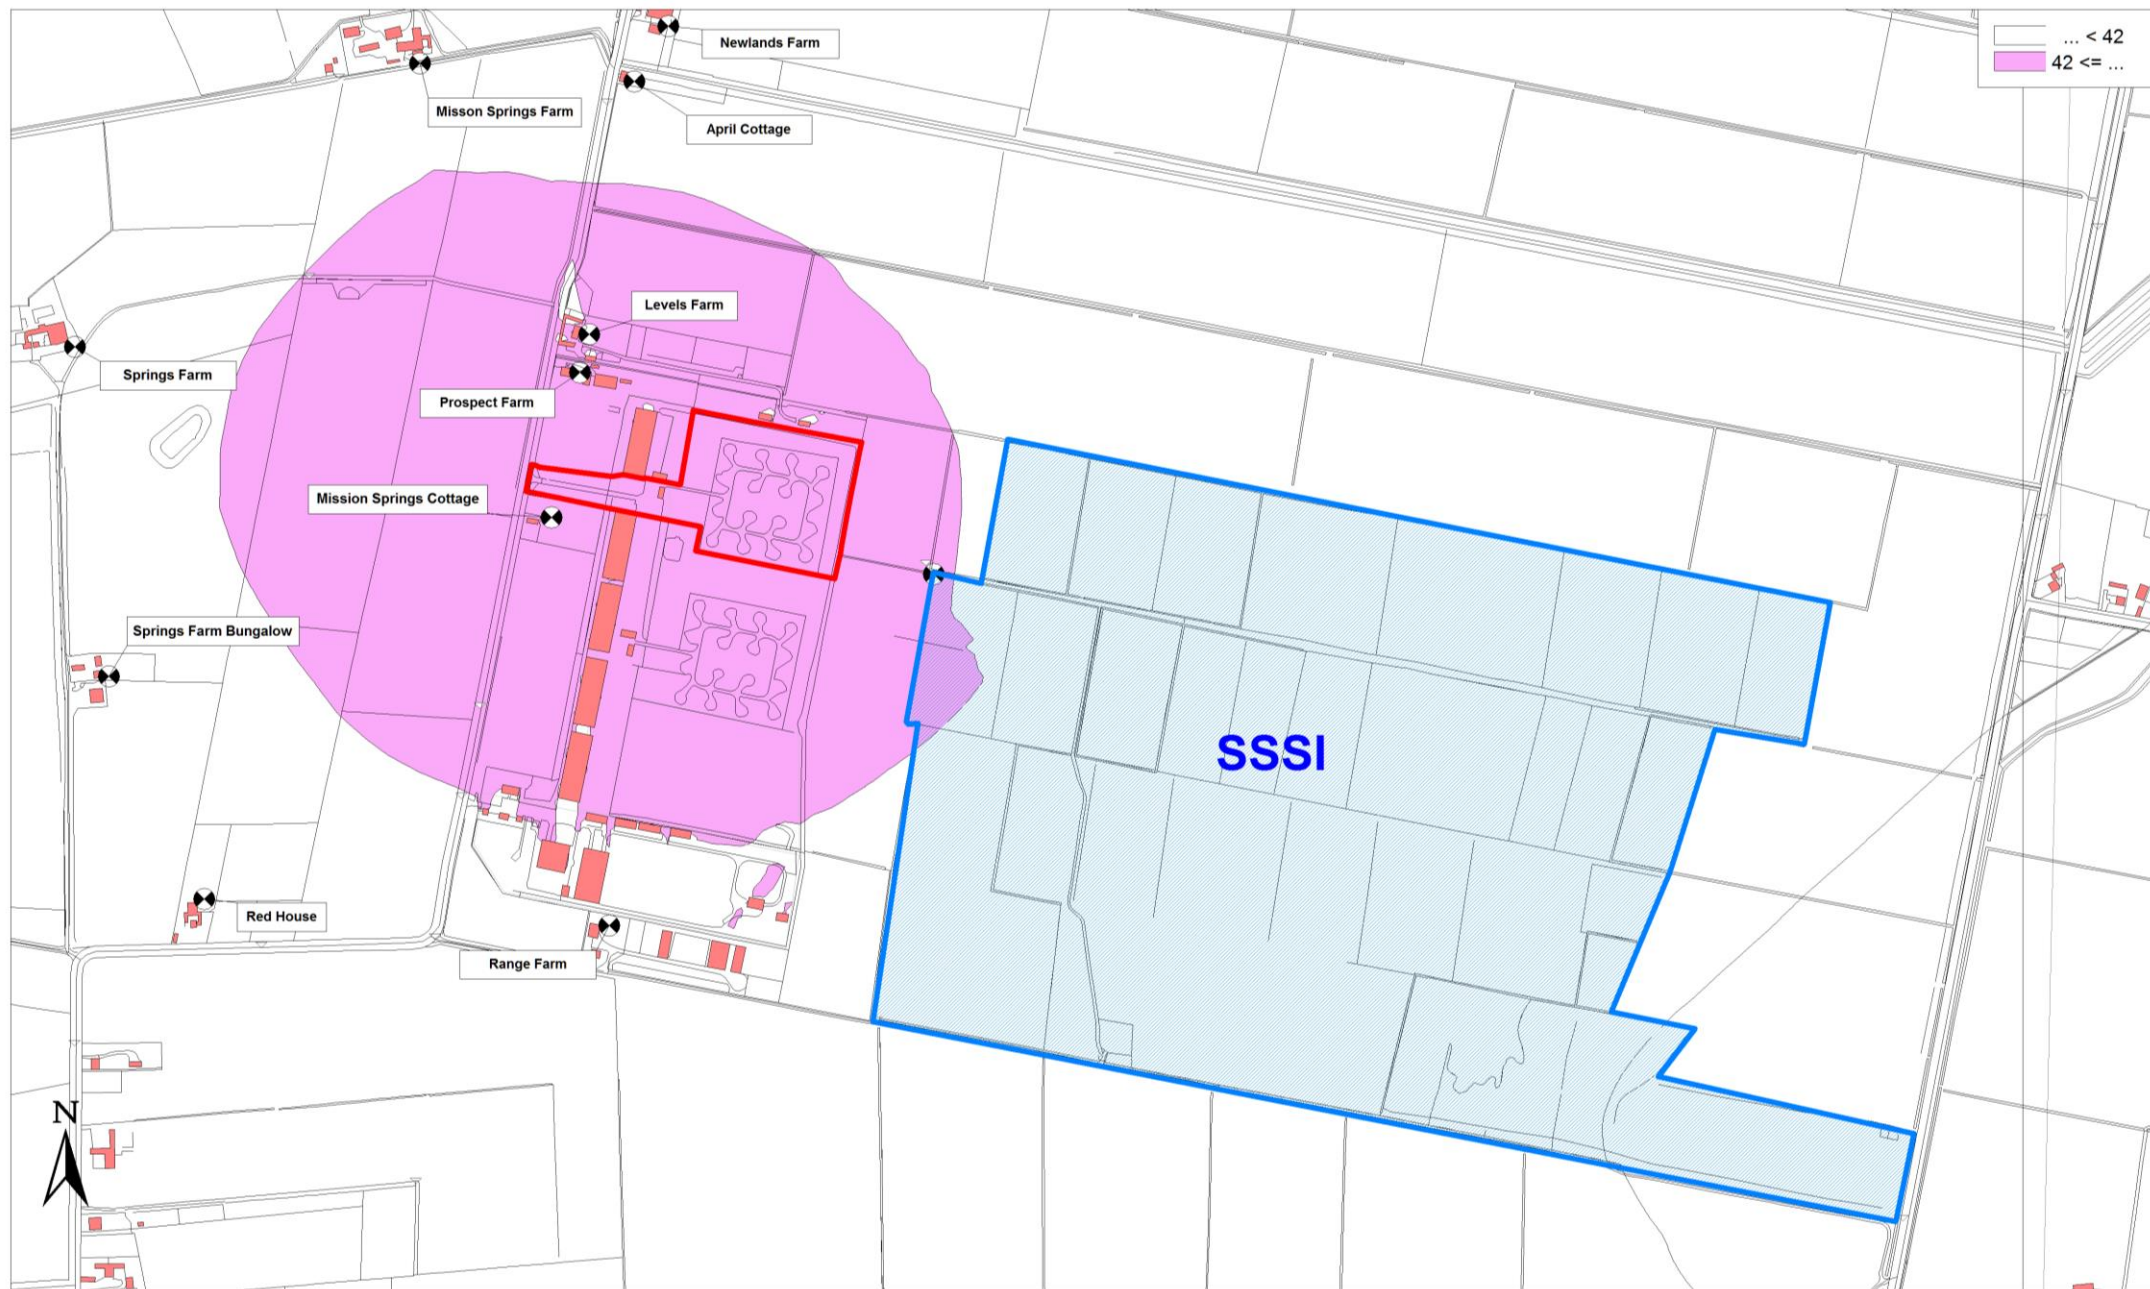 Newlands Farm
... < 42
42 <= ...
Misson Springs Farm
April Cottage
Levels Farm
Springs Farm
Prospect Farm
Mission Springs Cottage
Springs Farm Bungalow
SSSI
Red House
Range Farm
N